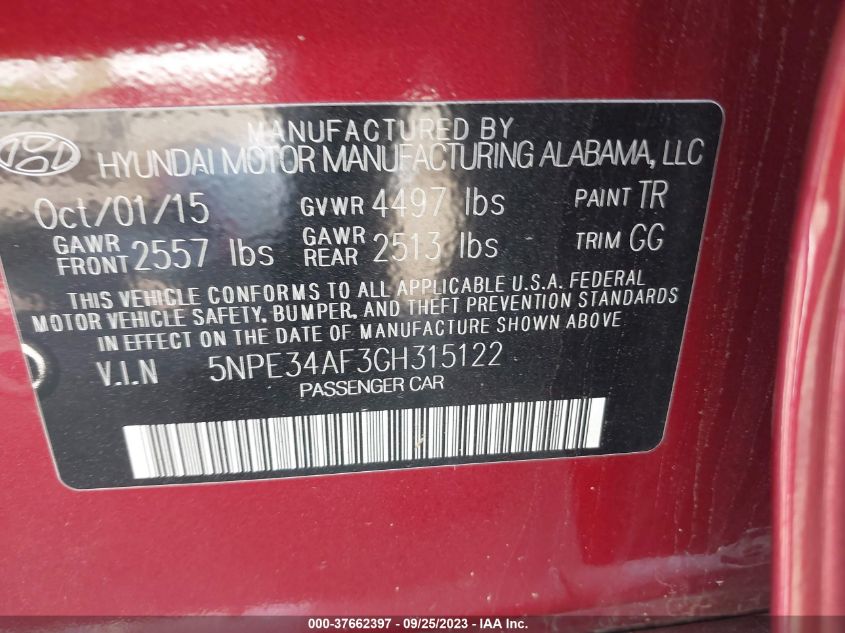 MANUFACTURED BY
HYUNDAI MOTOR MANUFACTURING ALABAMA, LLC
Oct/01/15 GVWR 4497 lbs PAINT TR
GAWR FRONT 2557 lbs GAWR REAR 2513 lbs TRIM GG
THIS VEHICLE CONFORMS TO ALL APPLICABLE U.S.A. FEDERAL
MOTOR VEHICLE SAFETY, BUMPER, AND THEFT PREVENTION STANDARDS
IN EFFECT ON THE DATE OF MANUFACTURE SHOWN ABOVE
V.I.N 5NPE34AF3GH315122
PASSENGER CAR
000-37662397 - 09/25/2023 - IAA Inc.